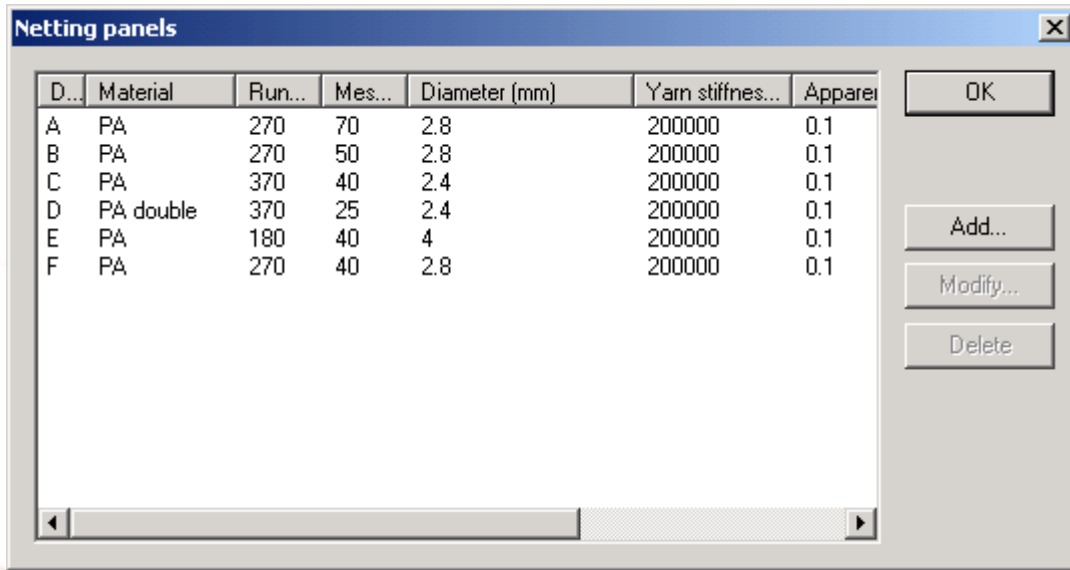 Netting panels
D... Material Run... Mes... Diameter (mm) Yarn stiffnes... Apparen
A PA 270 70 2.8 200000 0.1
B PA 270 50 2.8 200000 0.1
C PA 370 40 2.4 200000 0.1
D PA double 370 25 2.4 200000 0.1
E PA 180 40 4 200000 0.1
F PA 270 40 2.8 200000 0.1
OK
Add...
Modify...
Delete